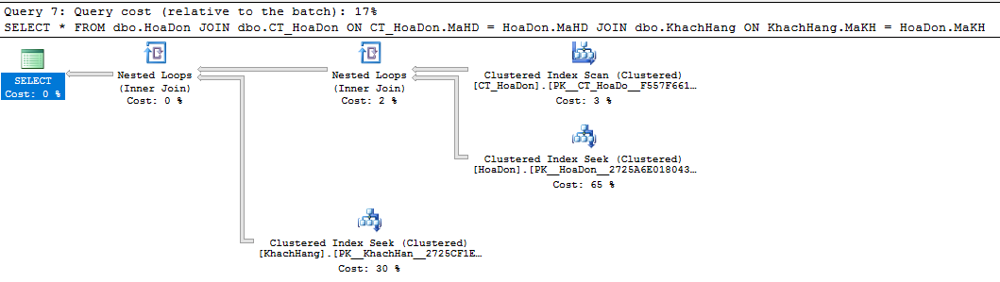 Query 7: Query cost (relative to the batch): 17%
SELECT * FROM dbo.HoaDon JOIN dbo.CT_HoaDon ON CT_HoaDon.MaHD = HoaDon.MaHD JOIN dbo.KhachHang ON KhachHang.MaKH = HoaDon.MaKH
SELECT
Cost: 0 %
Nested Loops
(Inner Join)
Cost: 0 %
Nested Loops
(Inner Join)
Cost: 2 %
Clustered Index Scan (Clustered)
[CT_HoaDon].[PK__CT_HoaDo__F557F661…
Cost: 3 %
Clustered Index Seek (Clustered)
[HoaDon].[PK__HoaDon__2725A6E018043…
Cost: 65 %
Clustered Index Seek (Clustered)
[KhachHang].[PK__KhachHan__2725CF1E…
Cost: 30 %